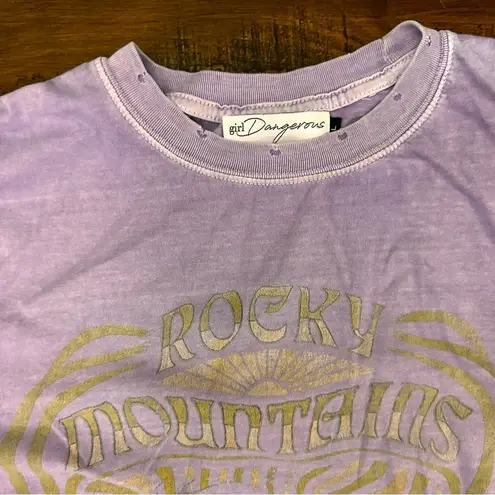 girl Dangerous
L
ROCKY
MOUNTAINS